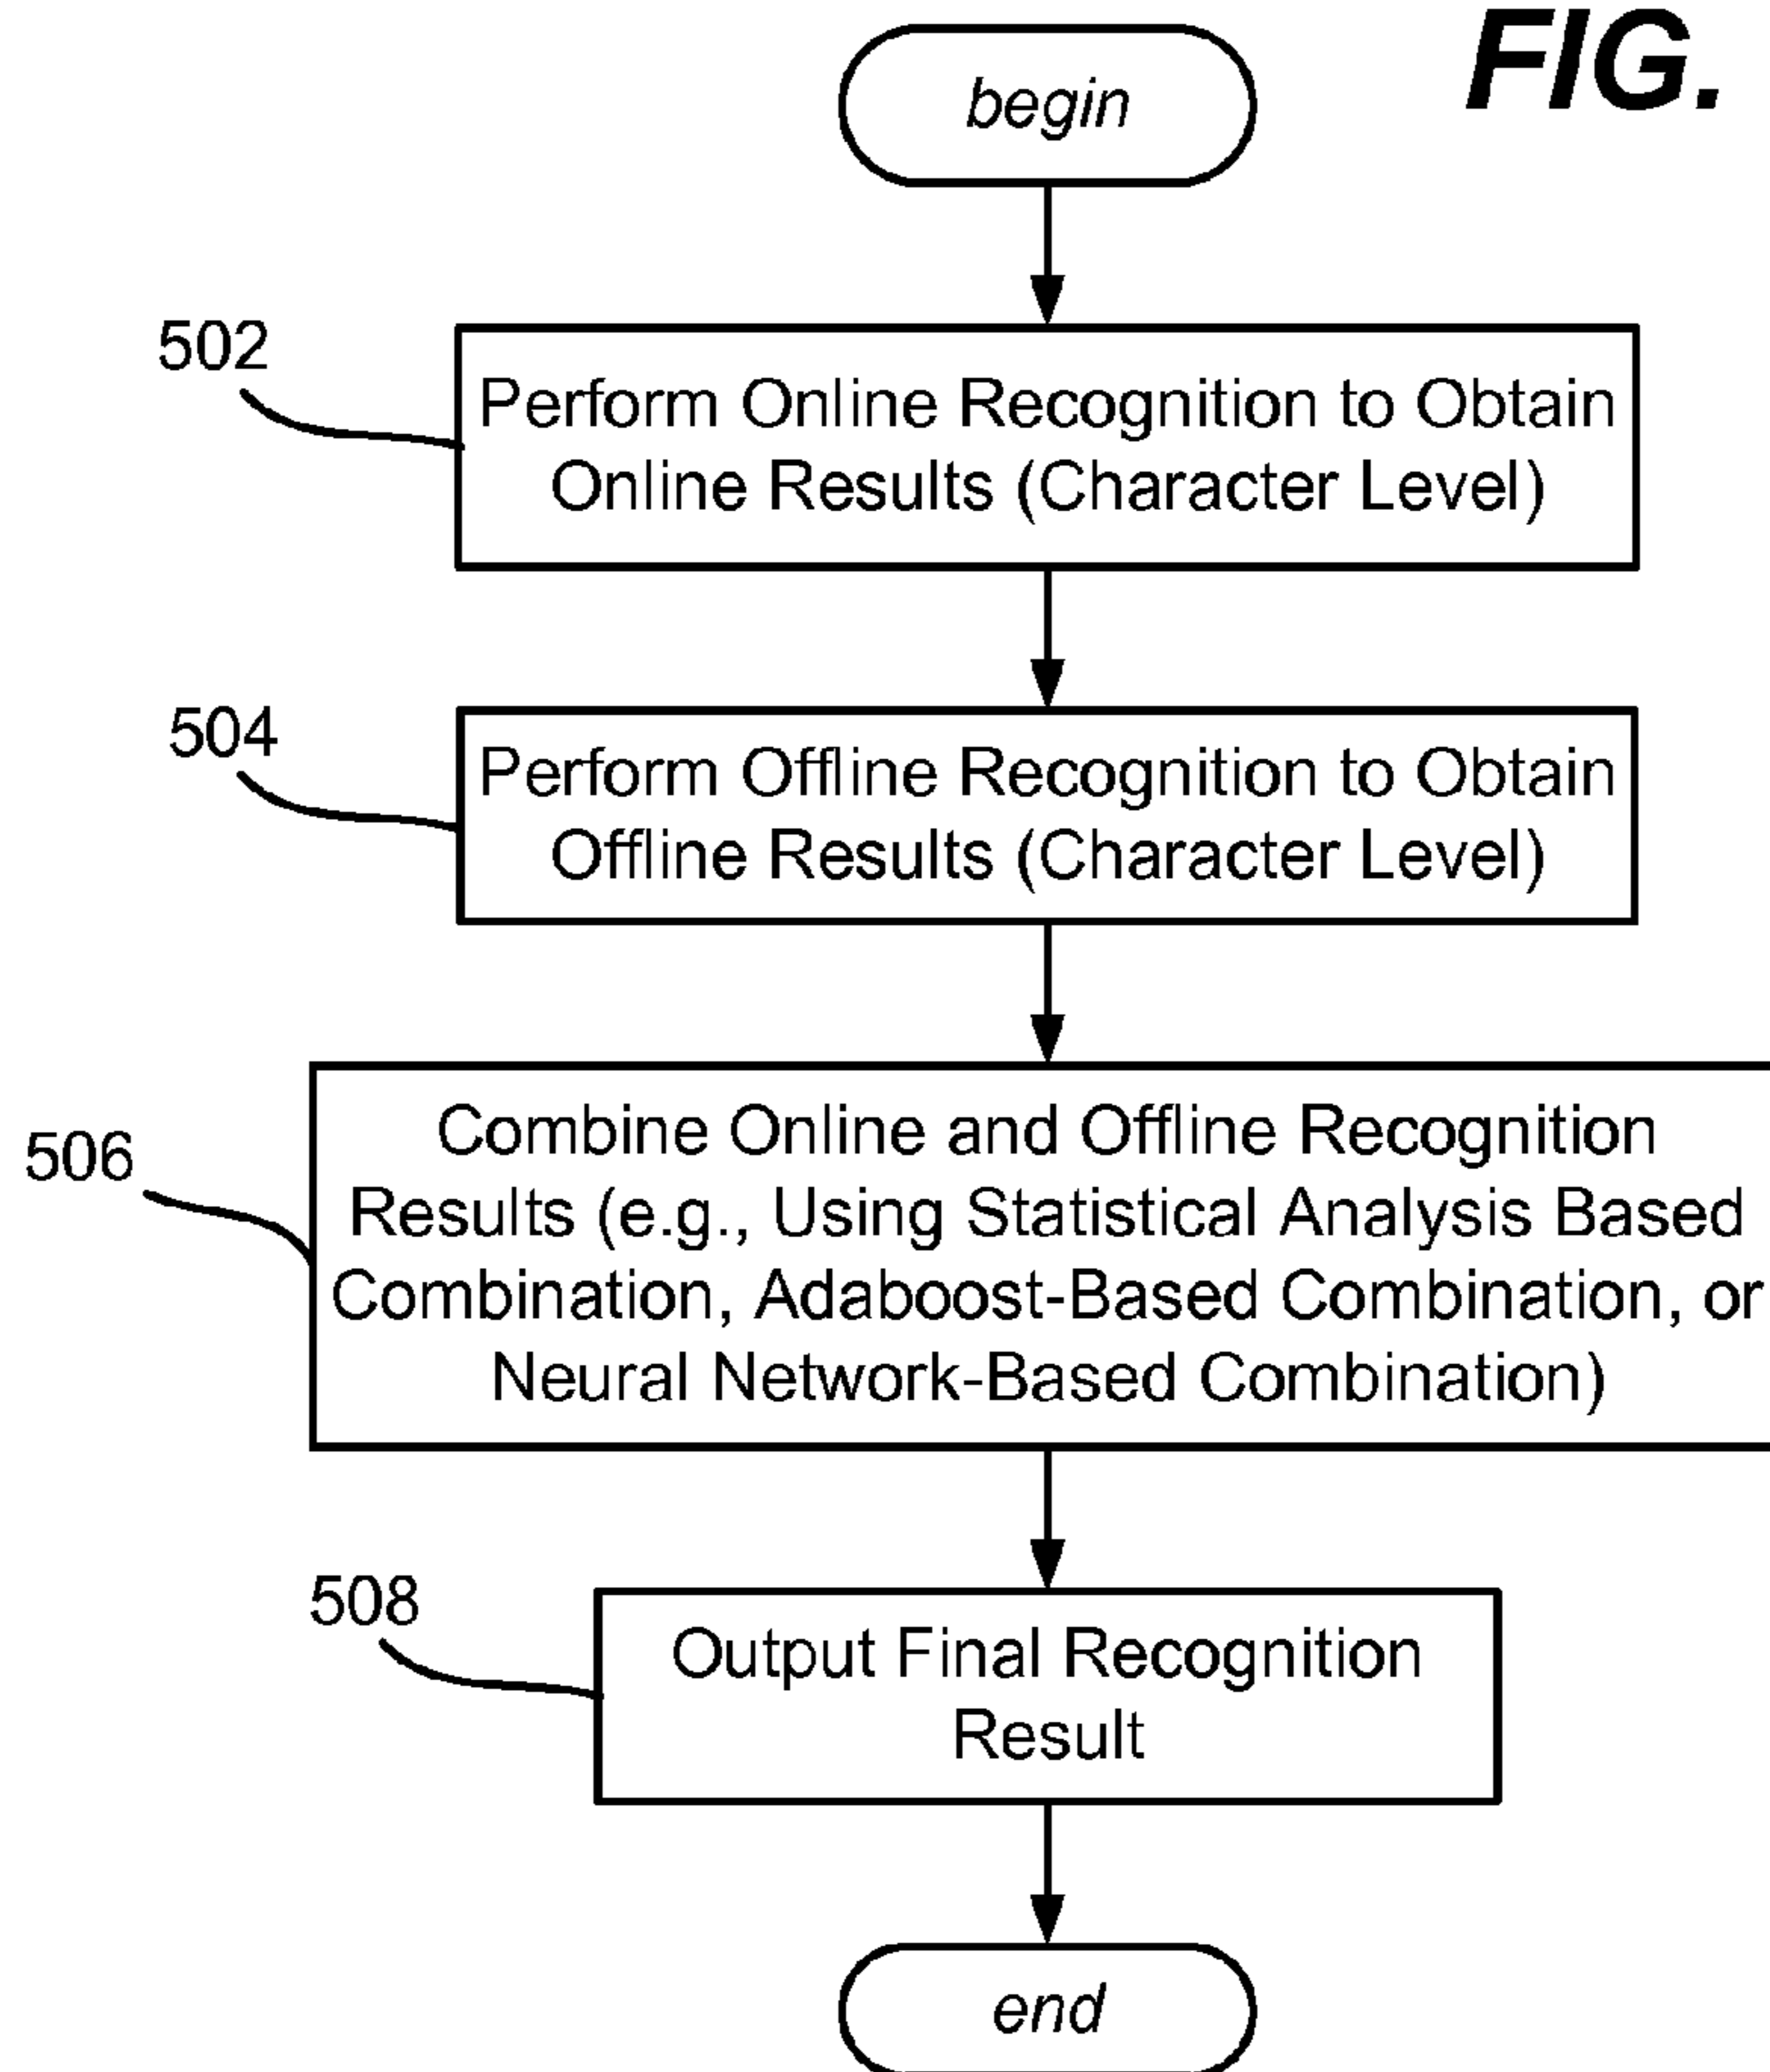 FIG.
begin
502
Perform Online Recognition to Obtain
Online Results (Character Level)
504
Perform Offline Recognition to Obtain
Offline Results (Character Level)
506
Combine Online and Offline Recognition
Results (e.g., Using Statistical Analysis Based
Combination, Adaboost-Based Combination, or
Neural Network-Based Combination)
508
Output Final Recognition
Result
end